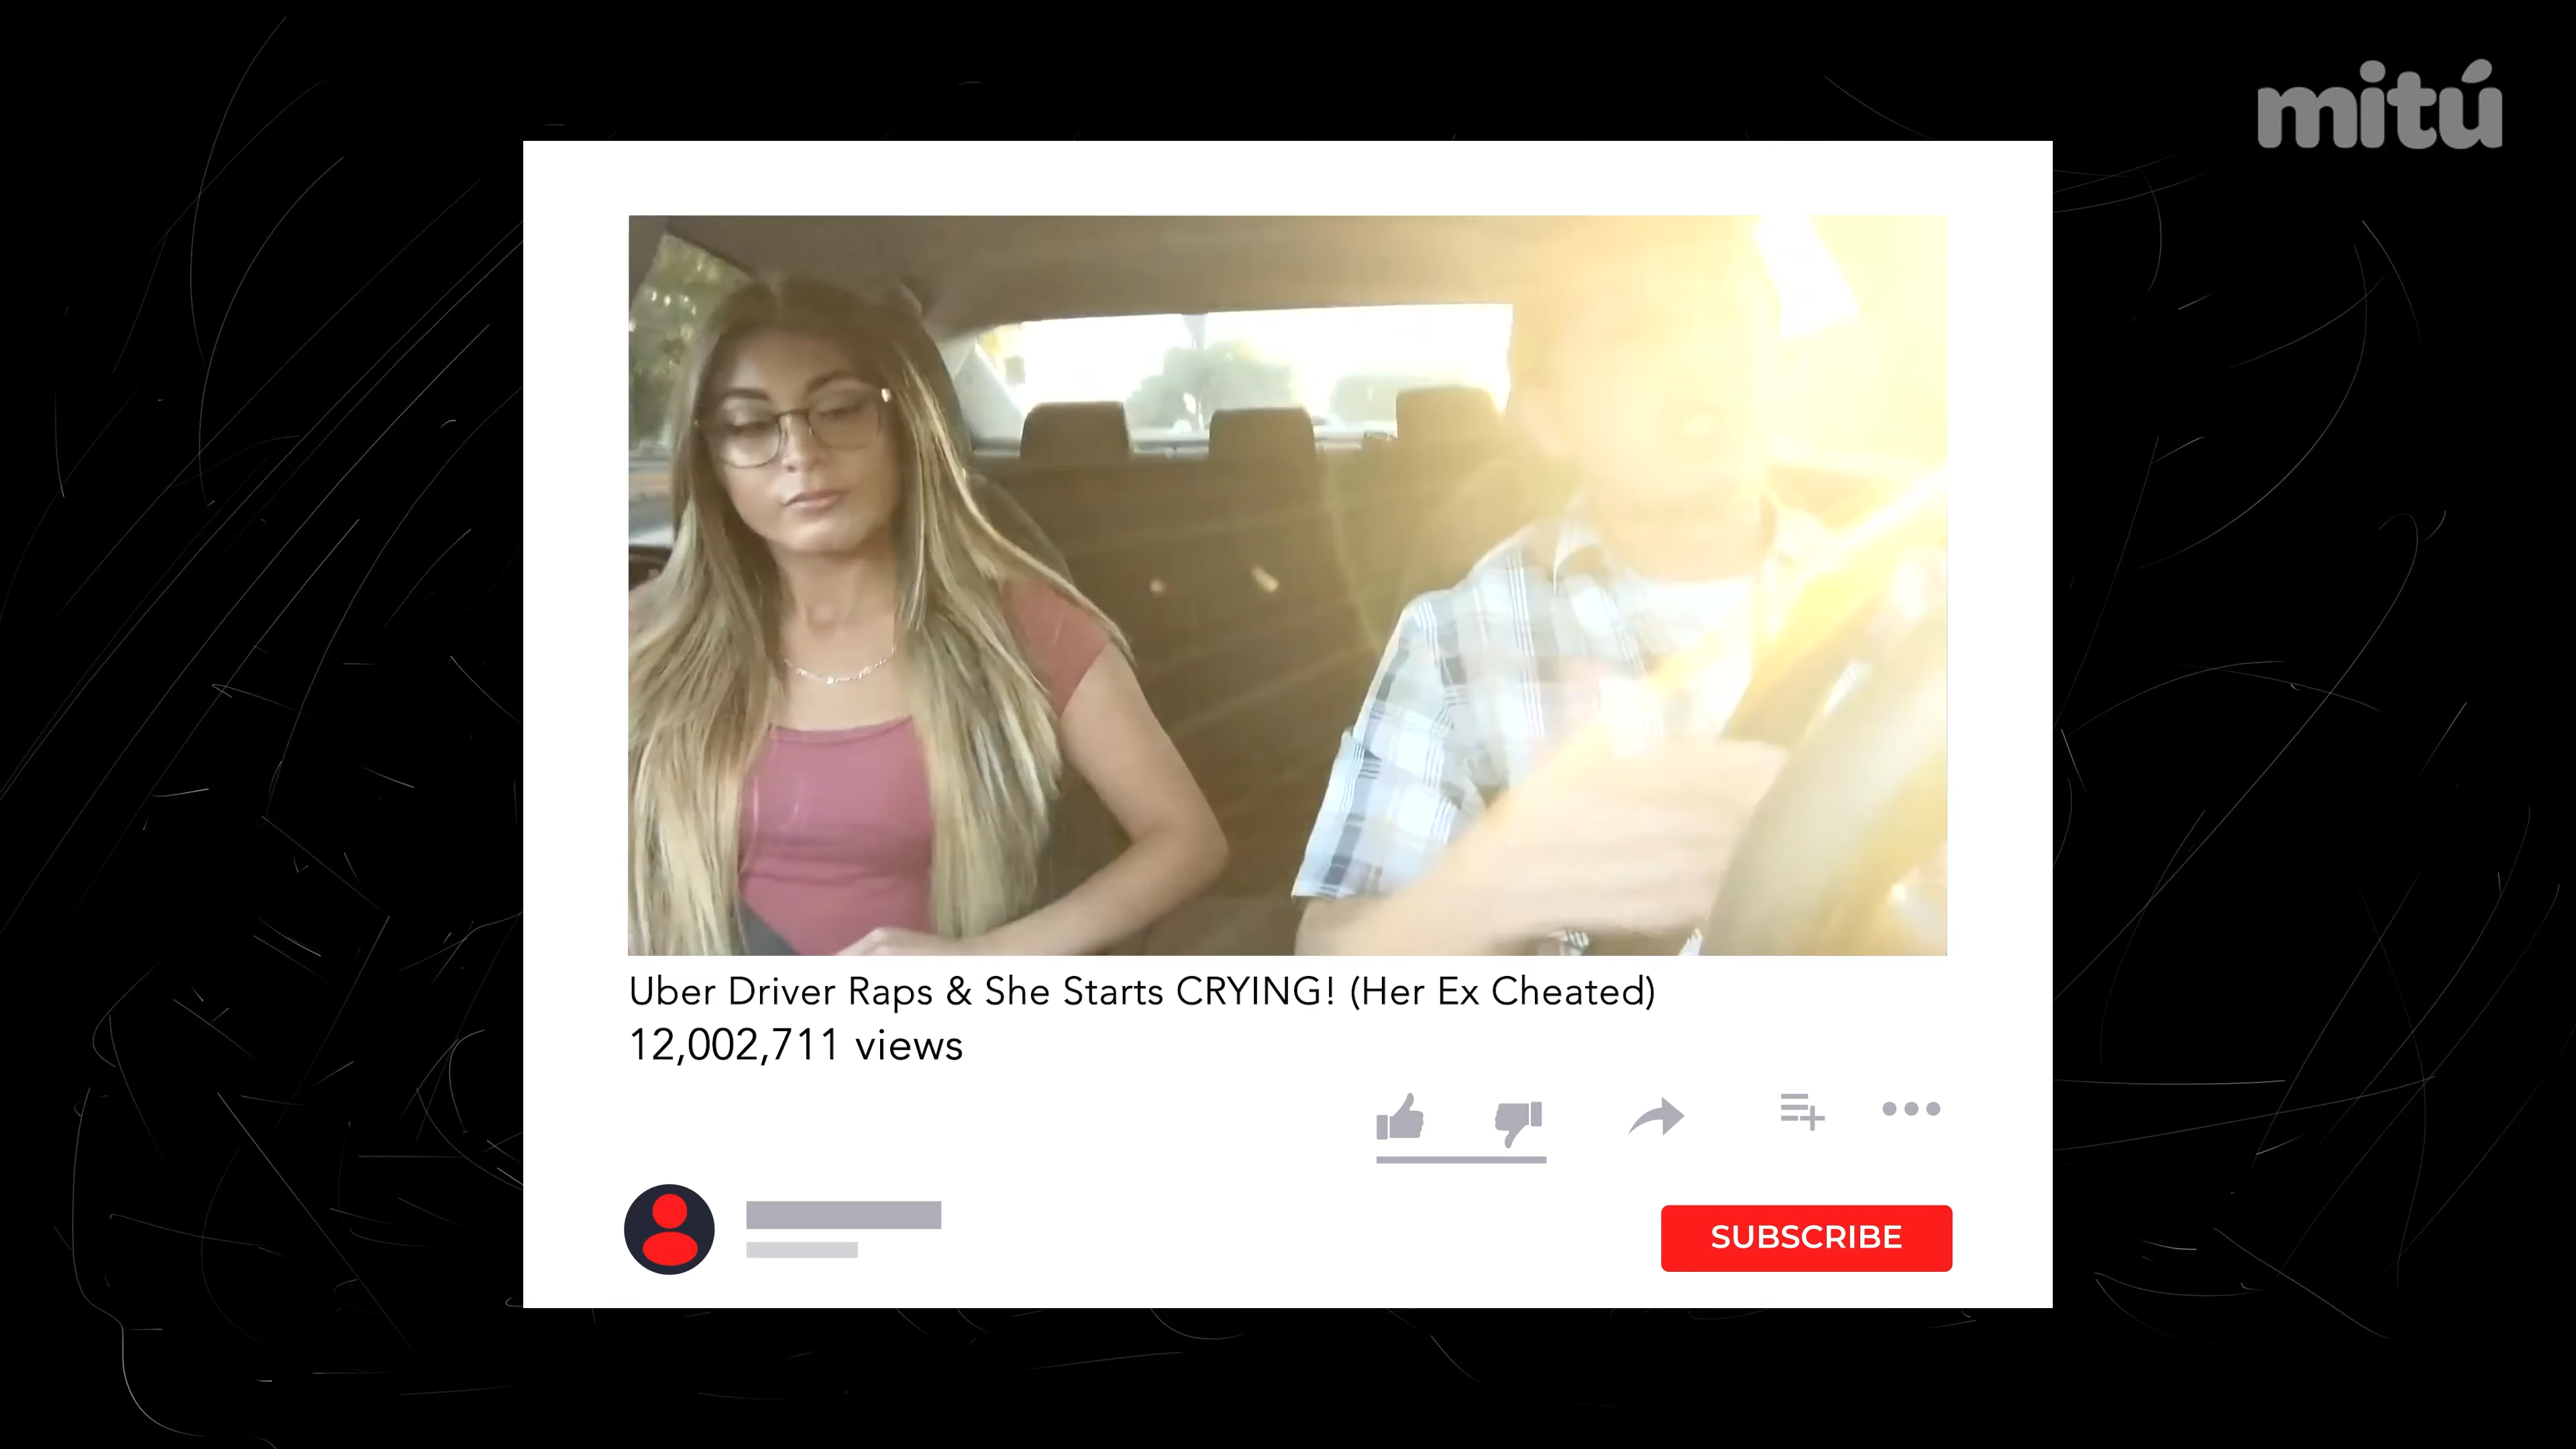 mitú
Uber Driver Raps & She Starts CRYING! (Her Ex Cheated)
12,002,711 views
SUBSCRIBE